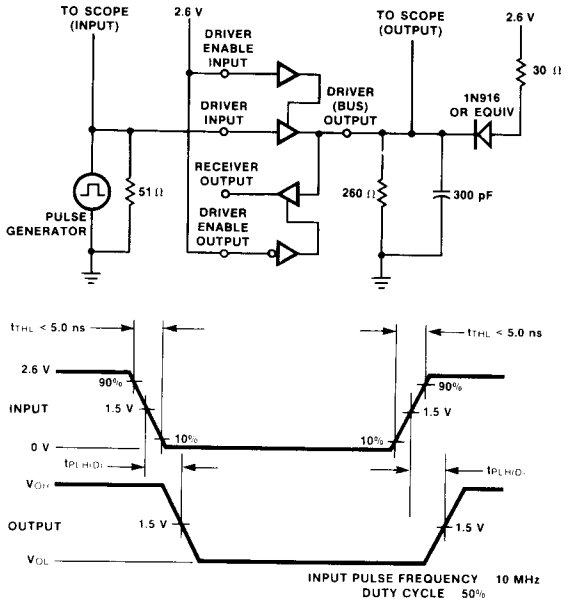 TO SCOPE
(INPUT)
2.6 V
TO SCOPE
(OUTPUT)
2.6 V
DRIVER
ENABLE
INPUT
30 Ω
DRIVER
INPUT
DRIVER
(BUS)
OUTPUT
1N916
OR EQUIV
RECEIVER
OUTPUT
51 Ω
260 Ω
300 pF
PULSE
GENERATOR
DRIVER
ENABLE
OUTPUT
tTHL < 5.0 ns
tTHL < 5.0 ns
2.6 V
90%
90%
INPUT
1.5 V
1.5 V
0 V
10%
10%
tPLH(D)
tPLH(D)
VOH
OUTPUT
1.5 V
1.5 V
VOL
INPUT PULSE FREQUENCY 10 MHz
DUTY CYCLE 50%